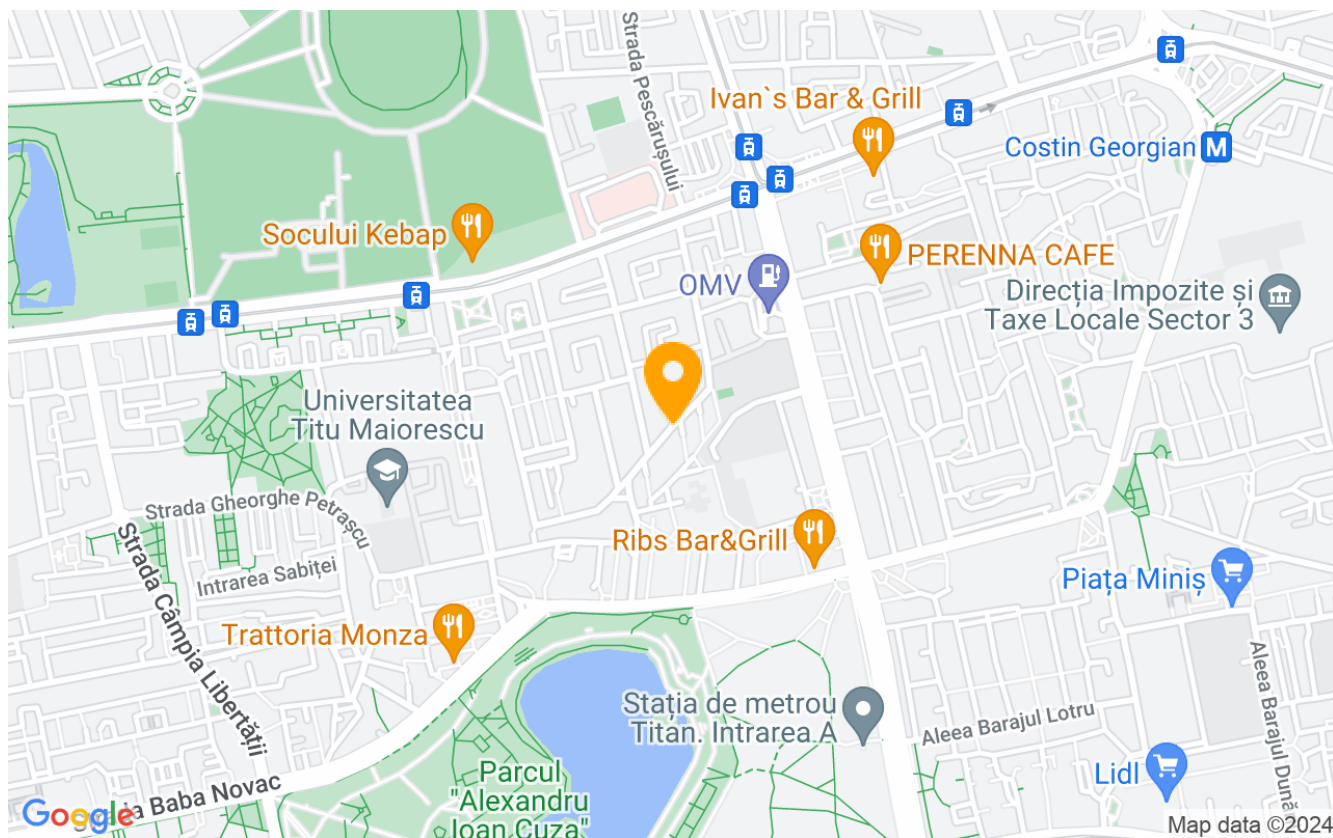 Strada Pescărușului
Ivan`s Bar & Grill
Costin Georgian
M
Socului Kebap
PERENNA CAFE
OMV
Direcția Impozite și
Taxe Locale Sector 3
Universitatea
Titu Maiorescu
Strada Gheorghe Petrașcu
Ribs Bar&Grill
Strada Câmpia Libertății
Intrarea Sabiței
Piața Miniș
Trattoria Monza
Aleea Barajul Dună
Stația de metrou
Titan. Intrarea A
Aleea Barajul Lotru
Parcul
"Alexandru
Ioan Cuza"
Lidl
Baba Novac
Google
Map data ©2024